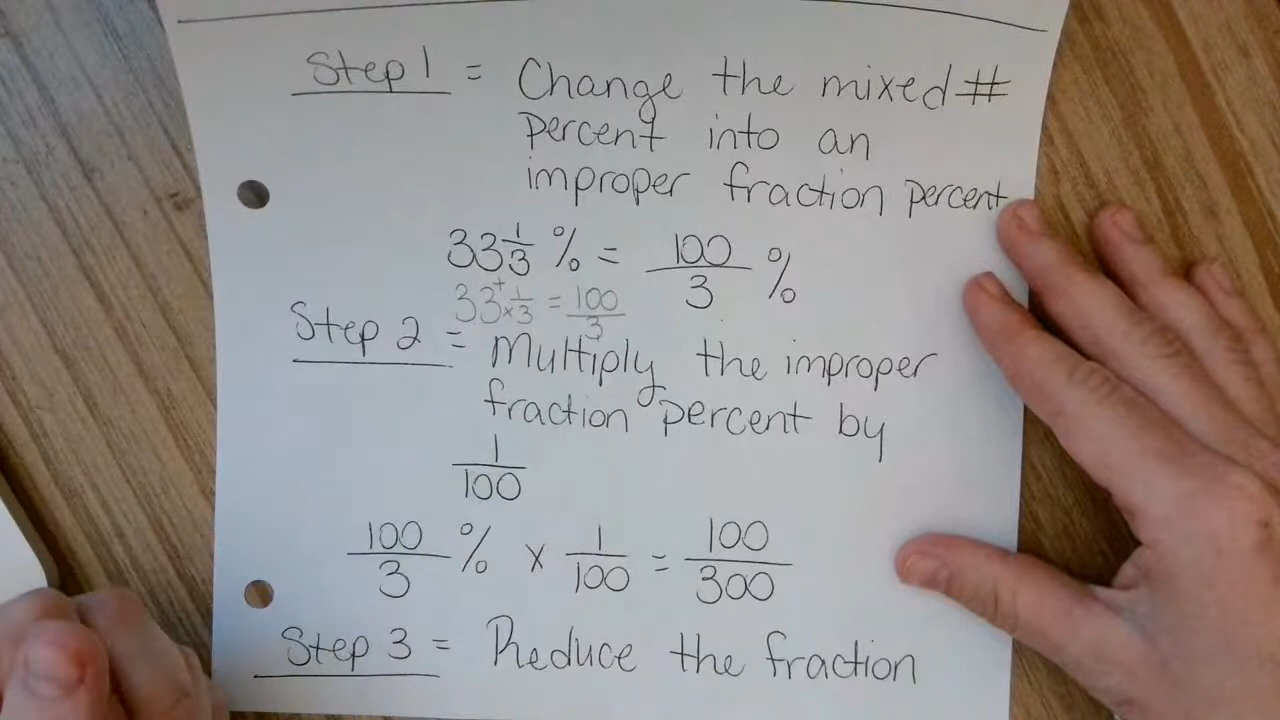 Step 1 = Change the mixed #
percent into an
improper fraction percent
33 1/3 % = 100/3 %
33 + × 1/3 = 100/3
Step 2 = Multiply the improper
fraction percent by
1/100
100/3 % x 1/100 = 100/300
Step 3 = Reduce the fraction